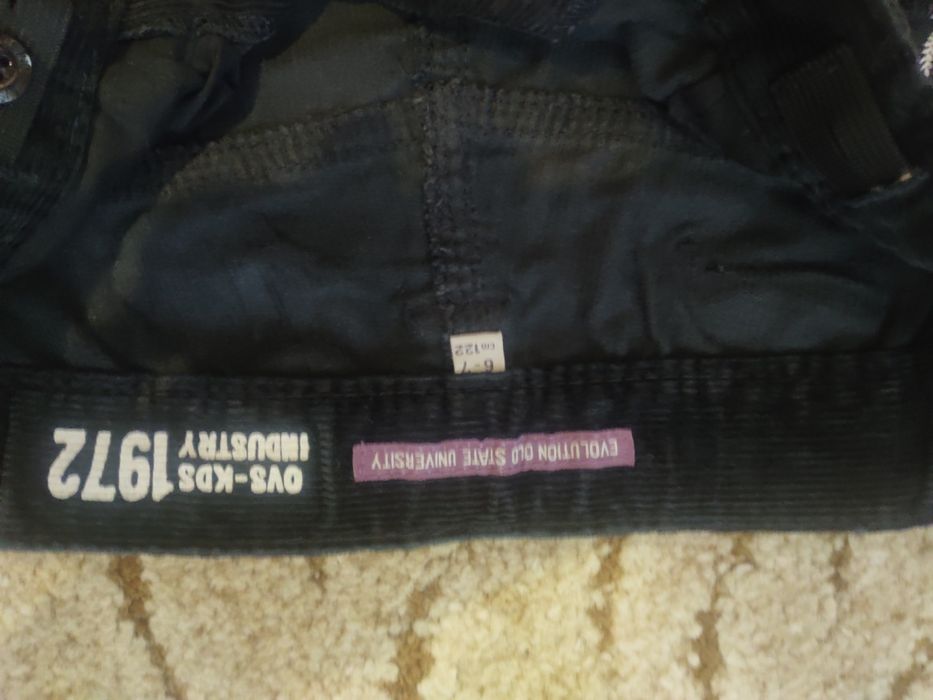 EVOLUTION OLD STATE UNIVERSITY
OVS-KDS
INDUSTRY
1972
6-7
cm 122